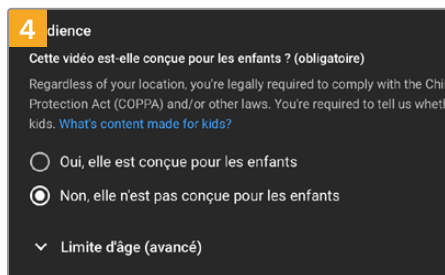 4 dience
Cette vidéo est-elle conçue pour les enfants ? (obligatoire)
Regardless of your location, you're legally required to comply with the Chi
Protection Act (COPPA) and/or other laws. You're required to tell us wheth
kids. What's content made for kids?
Oui, elle est conçue pour les enfants
Non, elle n'est pas conçue pour les enfants
Limite d'âge (avancé)